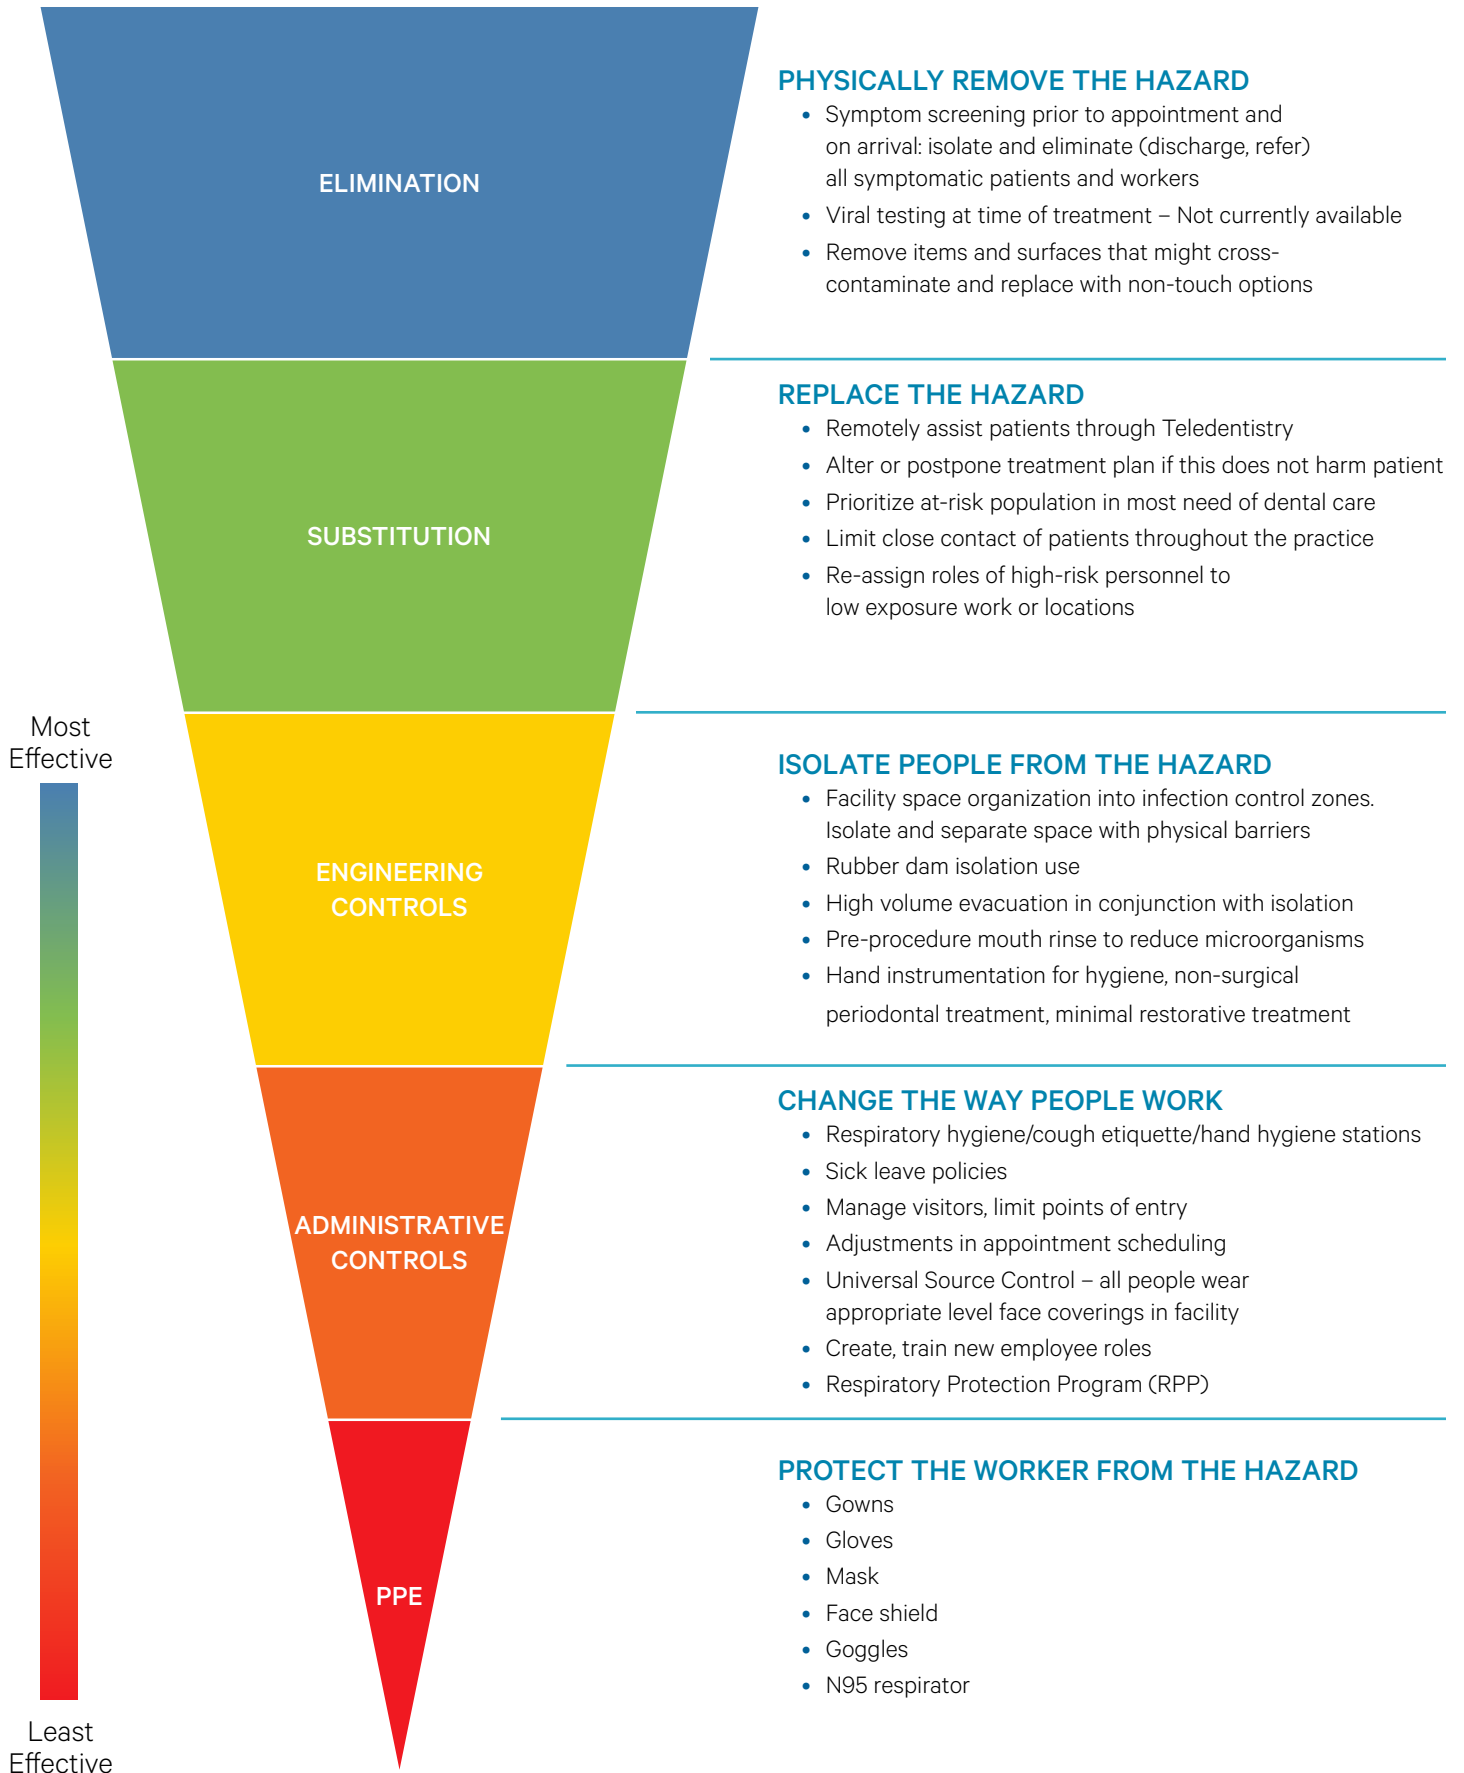 ELIMINATION
PHYSICALLY REMOVE THE HAZARD
• Symptom screening prior to appointment and
on arrival: isolate and eliminate (discharge, refer)
all symptomatic patients and workers
• Viral testing at time of treatment – Not currently available
• Remove items and surfaces that might cross-
contaminate and replace with non-touch options
SUBSTITUTION
REPLACE THE HAZARD
• Remotely assist patients through Teledentistry
• Alter or postpone treatment plan if this does not harm patient
• Prioritize at-risk population in most need of dental care
• Limit close contact of patients throughout the practice
• Re-assign roles of high-risk personnel to
low exposure work or locations
Most
Effective
ENGINEERING
CONTROLS
ISOLATE PEOPLE FROM THE HAZARD
• Facility space organization into infection control zones.
Isolate and separate space with physical barriers
• Rubber dam isolation use
• High volume evacuation in conjunction with isolation
• Pre-procedure mouth rinse to reduce microorganisms
• Hand instrumentation for hygiene, non-surgical
periodontal treatment, minimal restorative treatment
ADMINISTRATIVE
CONTROLS
CHANGE THE WAY PEOPLE WORK
• Respiratory hygiene/cough etiquette/hand hygiene stations
• Sick leave policies
• Manage visitors, limit points of entry
• Adjustments in appointment scheduling
• Universal Source Control – all people wear
appropriate level face coverings in facility
• Create, train new employee roles
• Respiratory Protection Program (RPP)
PPE
PROTECT THE WORKER FROM THE HAZARD
• Gowns
• Gloves
• Mask
• Face shield
• Goggles
• N95 respirator
Least
Effective